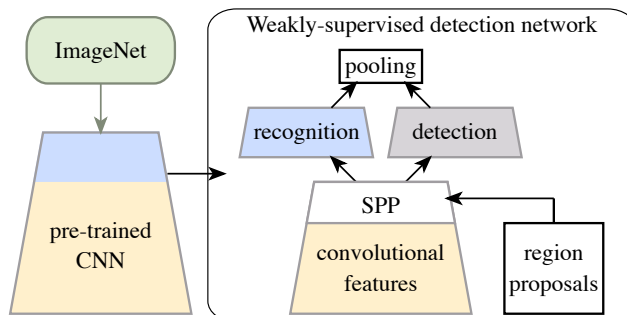 Weakly-supervised detection network
ImageNet
pooling
recognition
detection
SPP
pre-trained
CNN
convolutional
features
region
proposals